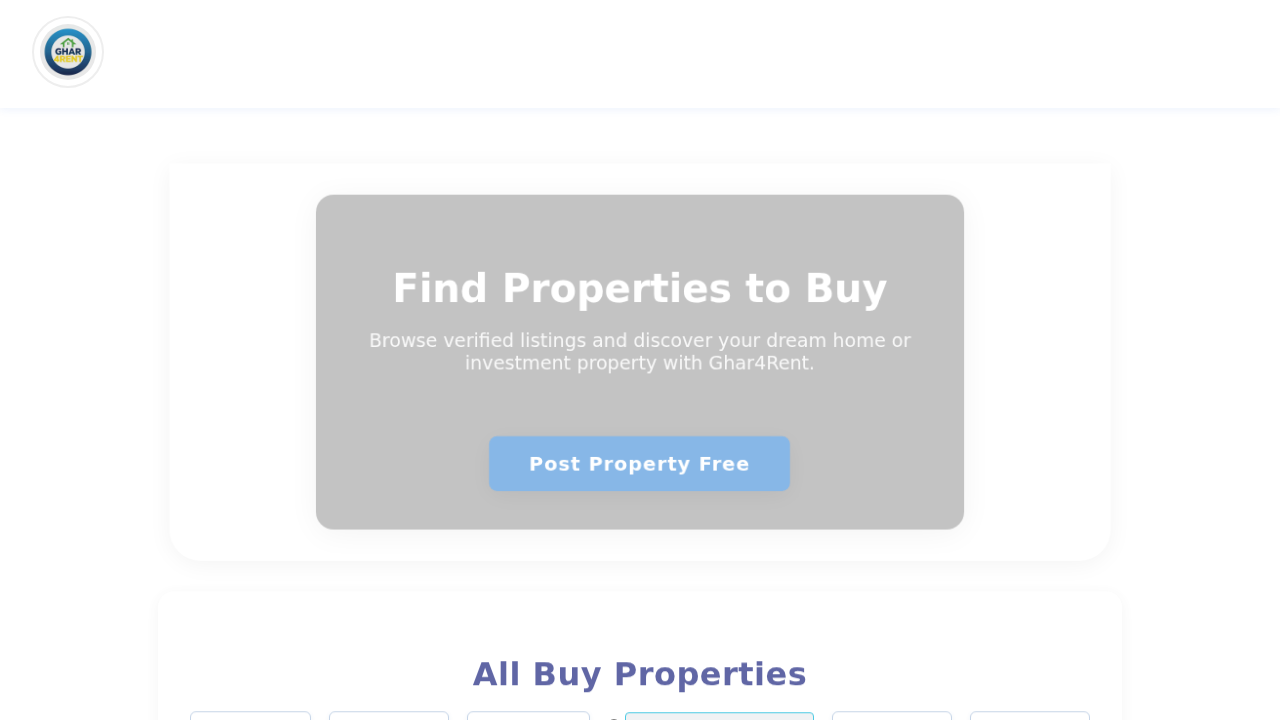 GHAR
4RENT
Find Properties to Buy
Browse verified listings and discover your dream home or
investment property with Ghar4Rent.
Post Property Free
All Buy Properties